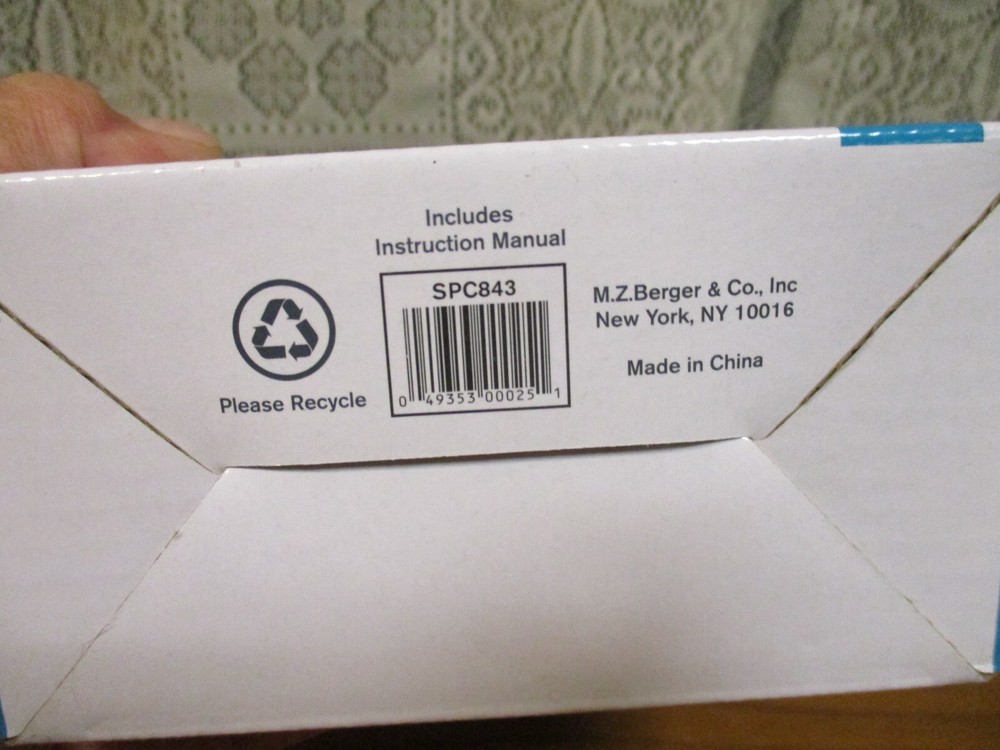 Includes
Instruction Manual
SPC843
0 49353 00025 1
Please Recycle
M.Z.Berger & Co., Inc
New York, NY 10016
Made in China